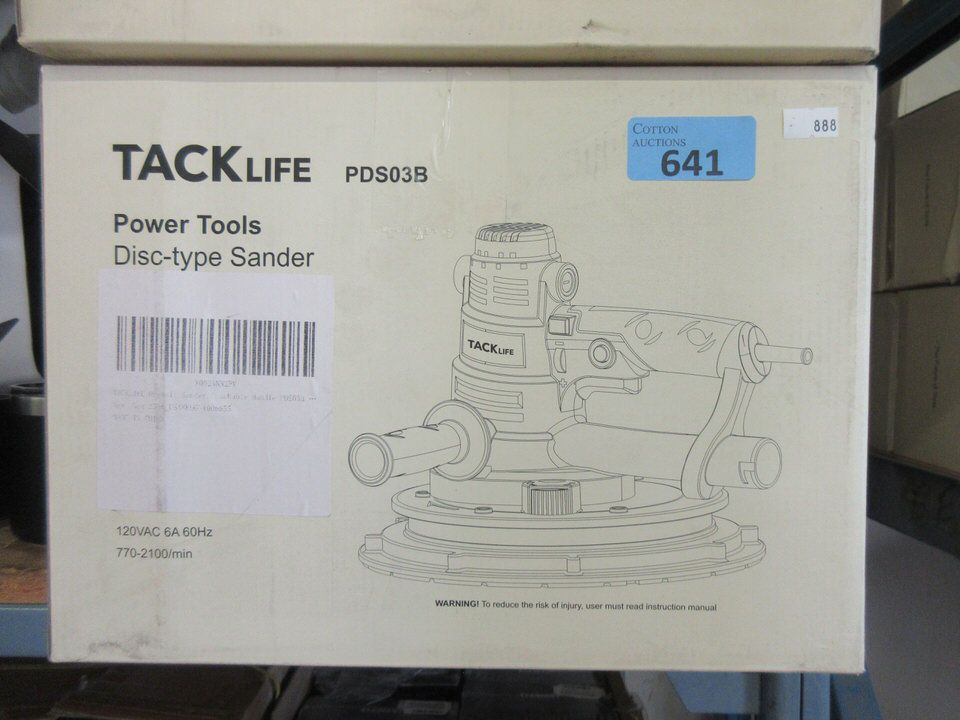 TACKLIFE PDS03B
COTTON
AUCTIONS
641
888
Power Tools
Disc-type Sander
TACKLIFE
120VAC 6A 60Hz
770-2100/min
WARNING! To reduce the risk of injury, user must read instruction manual